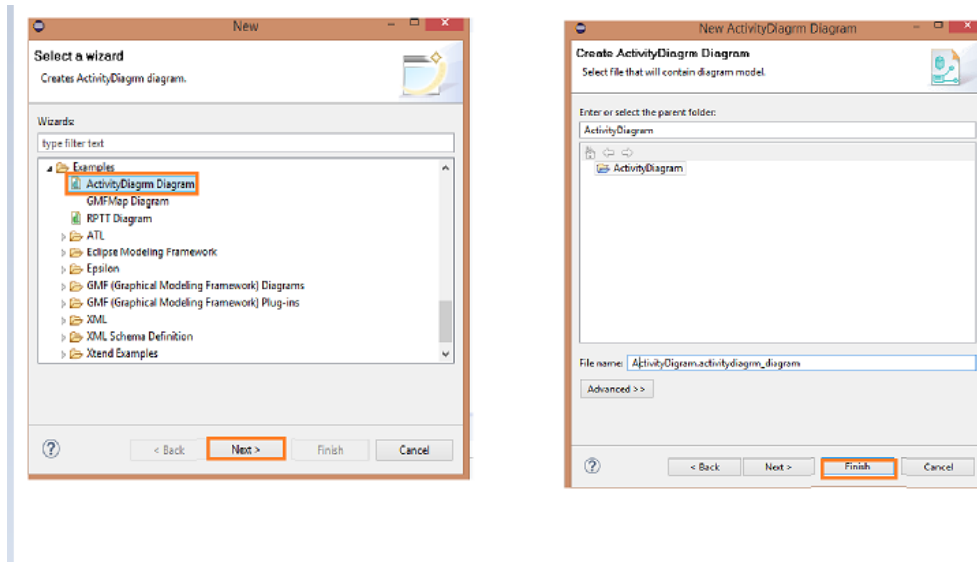 New
Select a wizard
Creates ActivityDiagrm diagram.
Wizards:
type filter text
Examples
ActivityDiagrm Diagram
GMFMap Diagram
RPTT Diagram
ATL
Eclipse Modeling Framework
Epsilon
GMF (Graphical Modeling Framework) Diagrams
GMF (Graphical Modeling Framework) Plug-ins
XML
XML Schema Definition
Xtend Examples
< Back Next > Finish Cancel
New ActivityDiagrm Diagram
Create ActivityDiagrm Diagram
Select file that will contain diagram model.
Enter or select the parent folder:
ActivityDiagram
ActivityDiagram
File name: ActivityDigram.activitydiagrm_diagram
Advanced >>
< Back Next > Finish Cancel